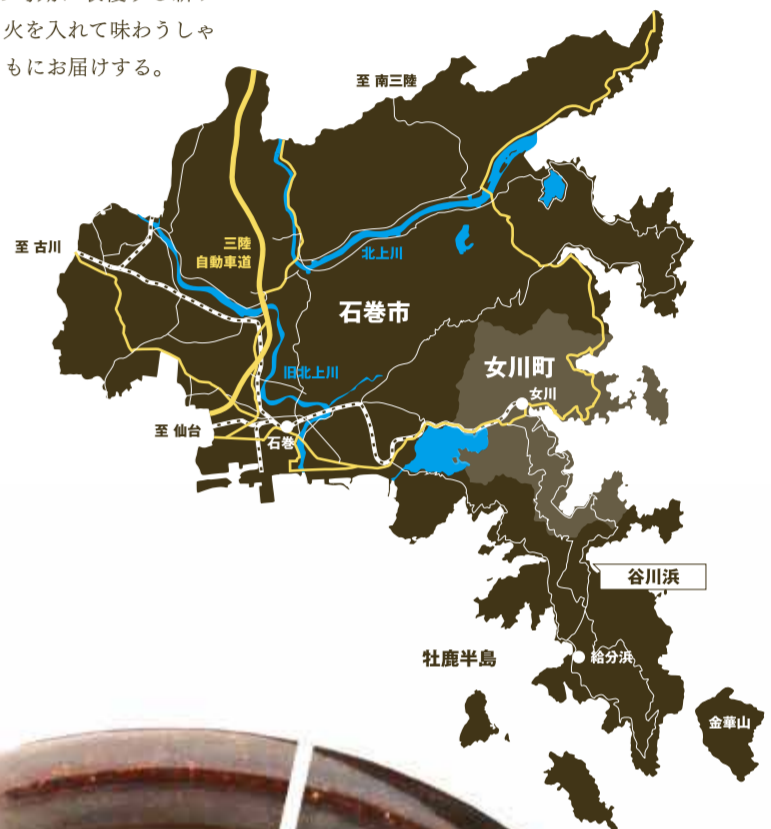 火を入れて味わうしゃ
もにお届けする。
至 南三陸
至 古川
三陸
自動車道
北上川
石巻市
女川町
旧北上川
女川
至 仙台
石巻
谷川浜
牡鹿半島
給分浜
金華山